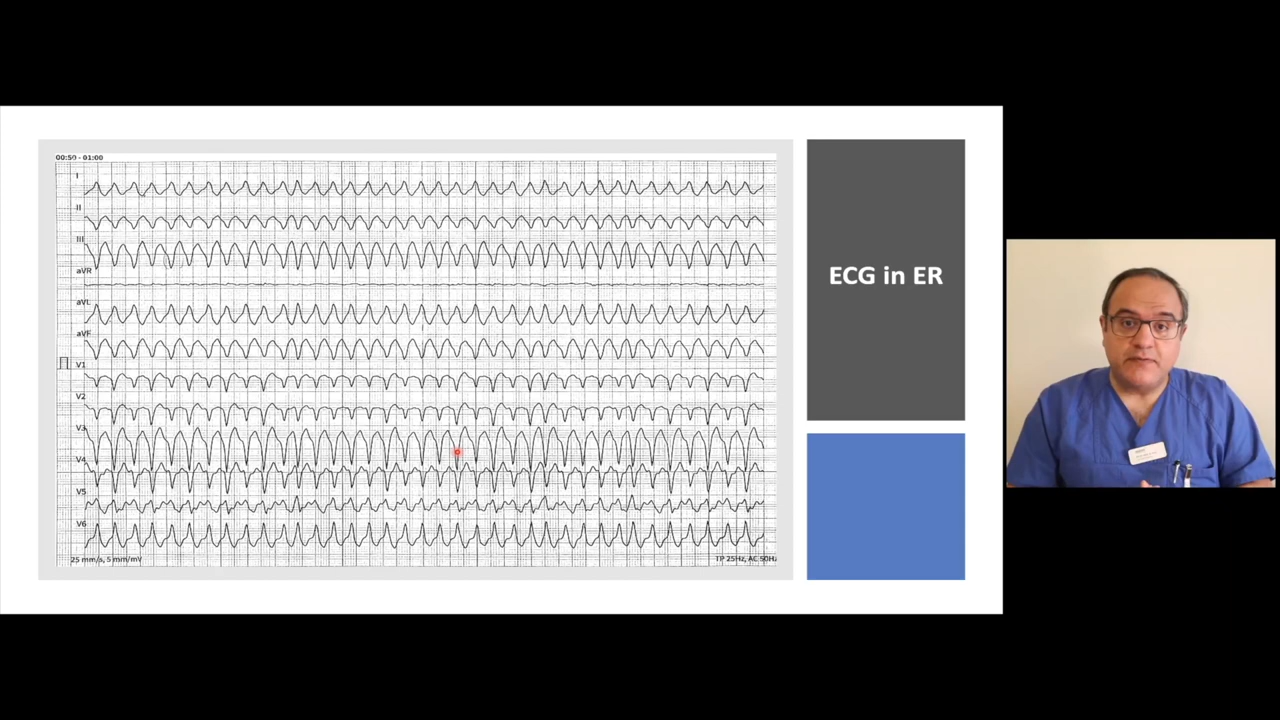 00:50 - 01:00
I
II
III
aVR
aVL
aVF
V1
V2
V3
V4
V5
V6
25 mm/s, 5 mm/mV
TP 25Hz, AC 50Hz
ECG in ER